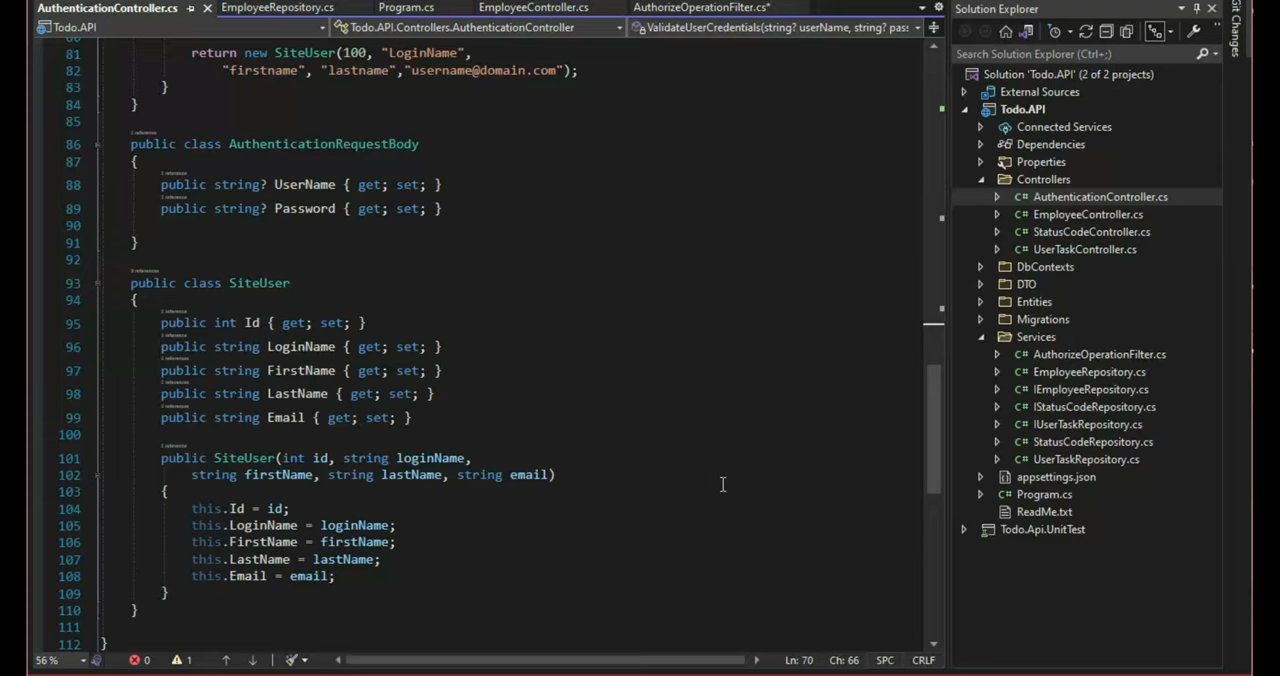 AuthenticationController.cs
EmployeeRepository.cs
Program.cs
EmployeeController.cs
AuthorizeOperationFilter.cs*
Solution Explorer
Git Changes
Todo.API
Todo.API.Controllers.AuthenticationController
ValidateUserCredentials(string? userName, string? pass
Search Solution Explorer (Ctrl+;)
81 return new SiteUser(100, "LoginName",
82 "firstname", "lastname","username@domain.com");
83 }
84 }
85
86 public class AuthenticationRequestBody
87 {
88 public string? UserName { get; set; }
89 public string? Password { get; set; }
90
91 }
92
93 public class SiteUser
94 {
95 public int Id { get; set; }
96 public string LoginName { get; set; }
97 public string FirstName { get; set; }
98 public string LastName { get; set; }
99 public string Email { get; set; }
100
101 public SiteUser(int id, string loginName,
102 string firstName, string lastName, string email)
103 {
104 this.Id = id;
105 this.LoginName = loginName;
106 this.FirstName = firstName;
107 this.LastName = lastName;
108 this.Email = email;
109 }
110 }
111
112 }
56 %
0
1
Ln: 70
Ch: 66
SPC
CRLF
Solution 'Todo.API' (2 of 2 projects)
External Sources
Todo.API
Connected Services
Dependencies
Properties
Controllers
C# AuthenticationController.cs
C# EmployeeController.cs
C# StatusCodeController.cs
C# UserTaskController.cs
DbContexts
DTO
Entities
Migrations
Services
C# AuthorizeOperationFilter.cs
C# EmployeeRepository.cs
C# IEmployeeRepository.cs
C# IStatusCodeRepository.cs
C# IUserTaskRepository.cs
C# StatusCodeRepository.cs
C# UserTaskRepository.cs
appsettings.json
C# Program.cs
ReadMe.txt
Todo.Api.UnitTest